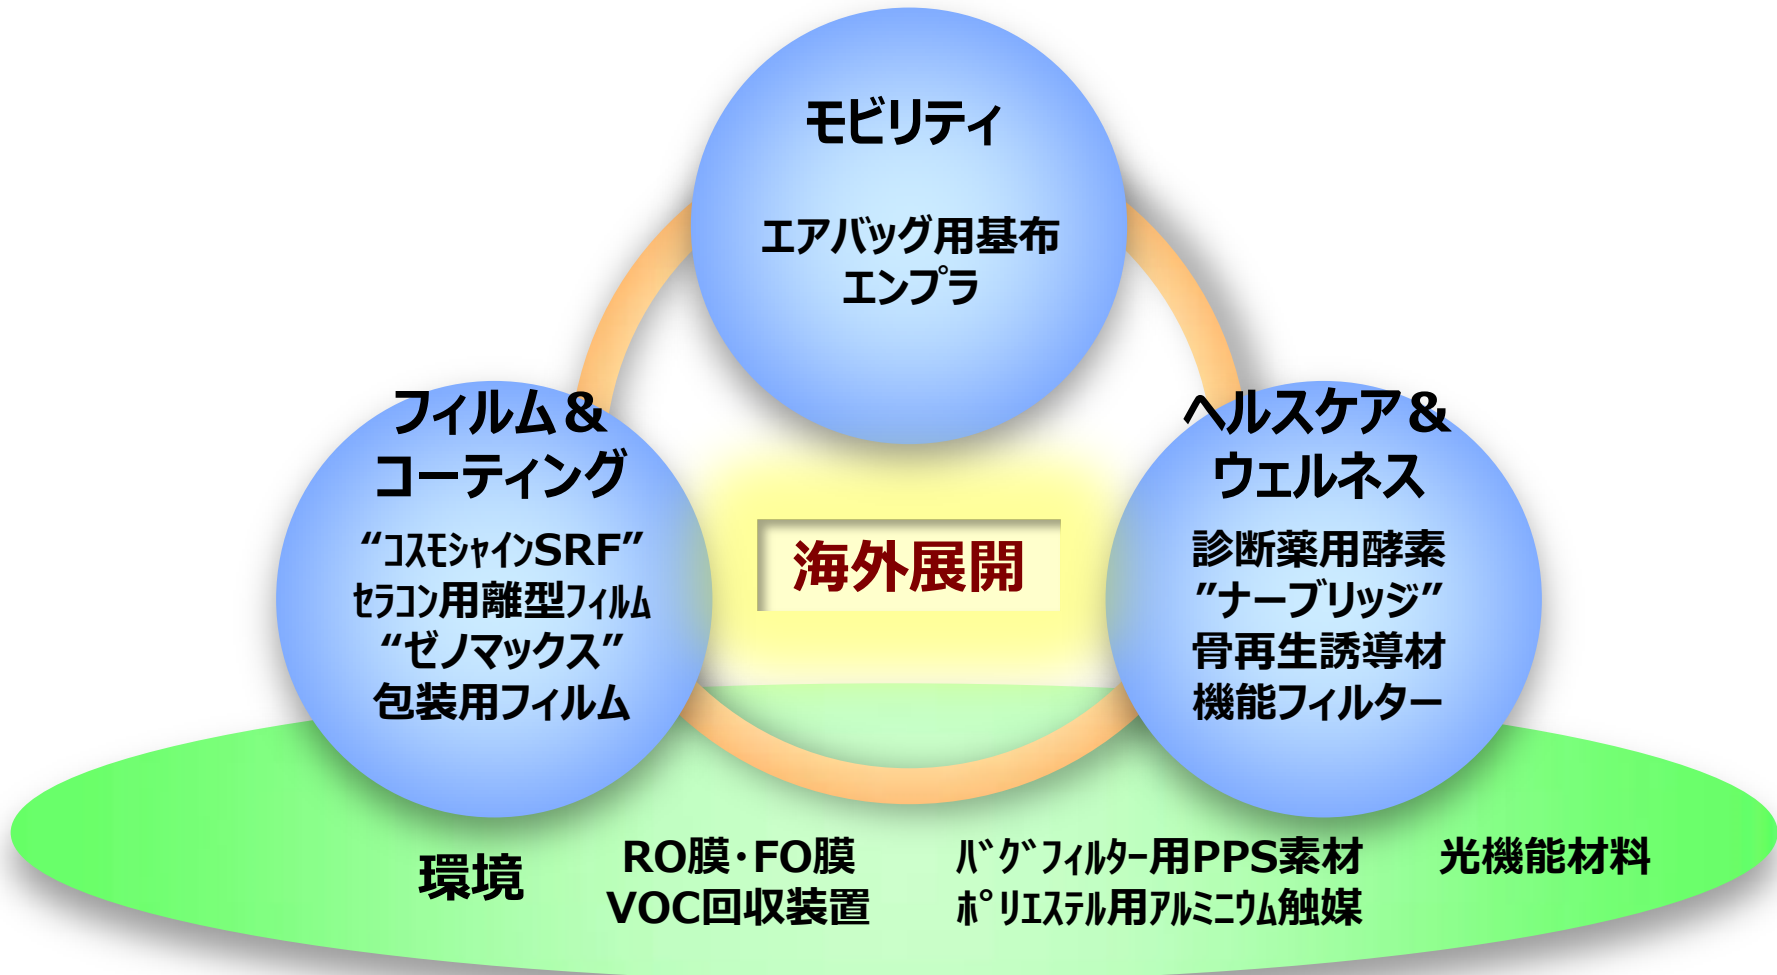 モビリティ
エアバッグ用基布
エンプラ
フィルム＆
コーティング
“ｺｽﾓｼｬｲﾝSRF”
ｾﾗｺﾝ用離型ﾌｨﾙﾑ
“ゼノマックス”
包装用フィルム
海外展開
ヘルスケア＆
ウェルネス
診断薬用酵素
”ナーブリッジ”
骨再生誘導材
機能フィルター
環境
RO膜･FO膜
VOC回収装置
ﾊﾞｸﾞﾌｨﾙﾀｰ用PPS素材
ﾎﾟﾘｴｽﾃﾙ用ｱﾙﾐﾆｳﾑ触媒
光機能材料